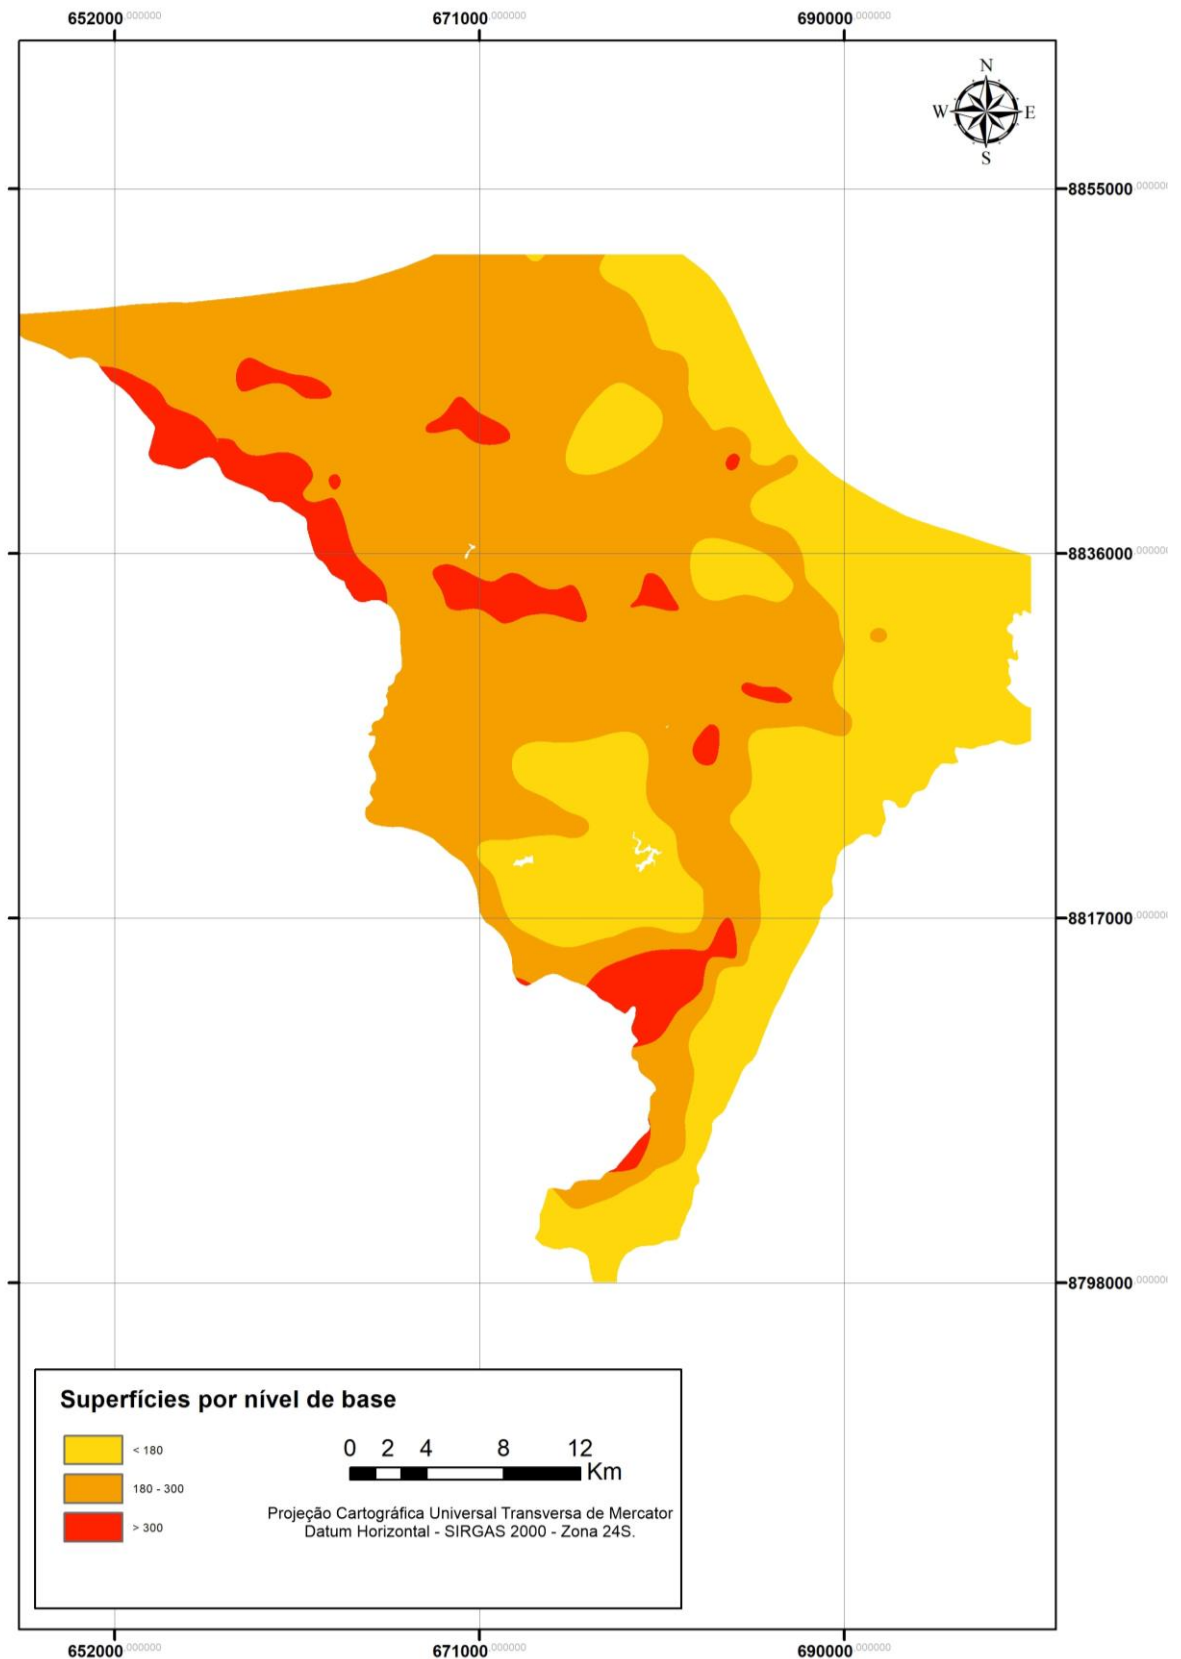 652000.000000 671000.000000 690000.000000
N
W E
S
8855000.000000
8836000.000000
8817000.000000
8798000.000000
Superfícies por nível de base
< 180
180 - 300
> 300
0 2 4 8 12
Km
Projeção Cartográfica Universal Transversa de Mercator
Datum Horizontal - SIRGAS 2000 - Zona 24S.
652000.000000 671000.000000 690000.000000